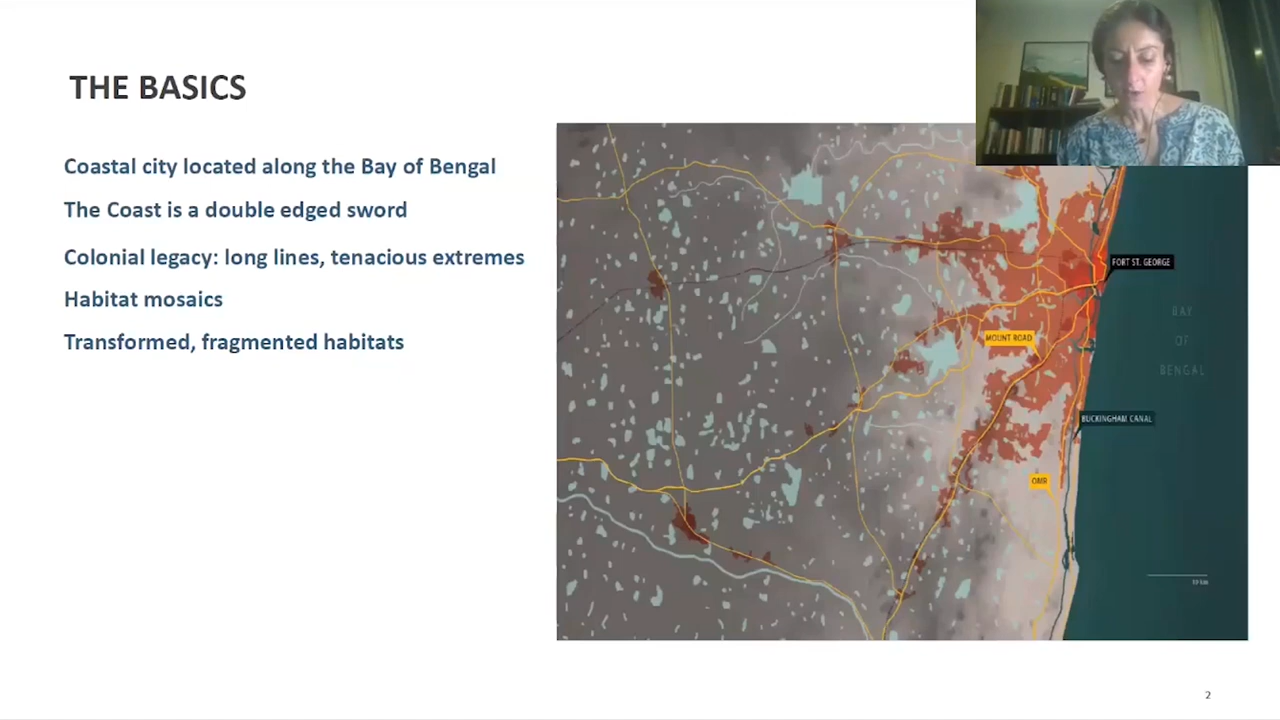 THE BASICS
Coastal city located along the Bay of Bengal
The Coast is a double edged sword
Colonial legacy: long lines, tenacious extremes
Habitat mosaics
Transformed, fragmented habitats
FORT ST. GEORGE
BAY
MOUNT ROAD
OF
BENGAL
BUCKINGHAM CANAL
OMR
10 km
2